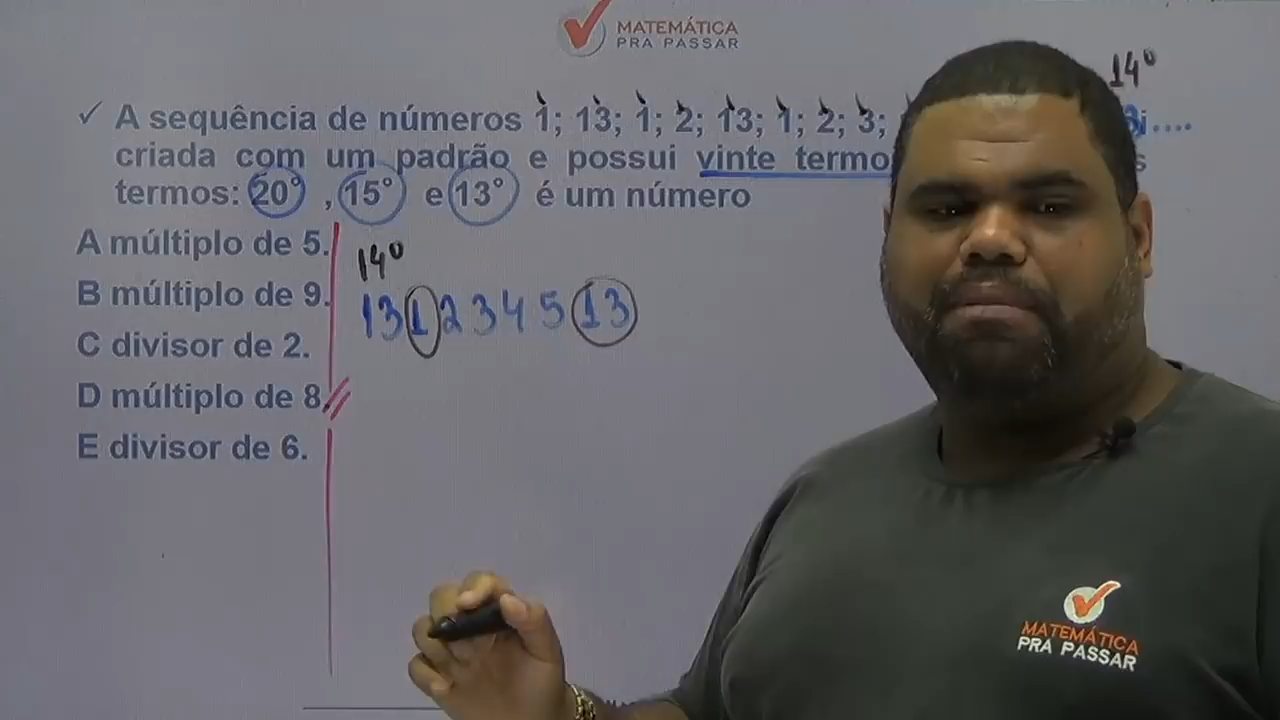 MATEMÁTICA
PRA PASSAR
14º
✓ A sequência de números 1; 13; 1; 2; 13; 1; 2; 3;
criada com um padrão e possui vinte termo
termos: 20° , 15° e 13° é um número
A múltiplo de 5.
14º
B múltiplo de 9.
13 1 2 3 4 5 13
C divisor de 2.
D múltiplo de 8.
E divisor de 6.
MATEMÁTICA
PRA PASSAR